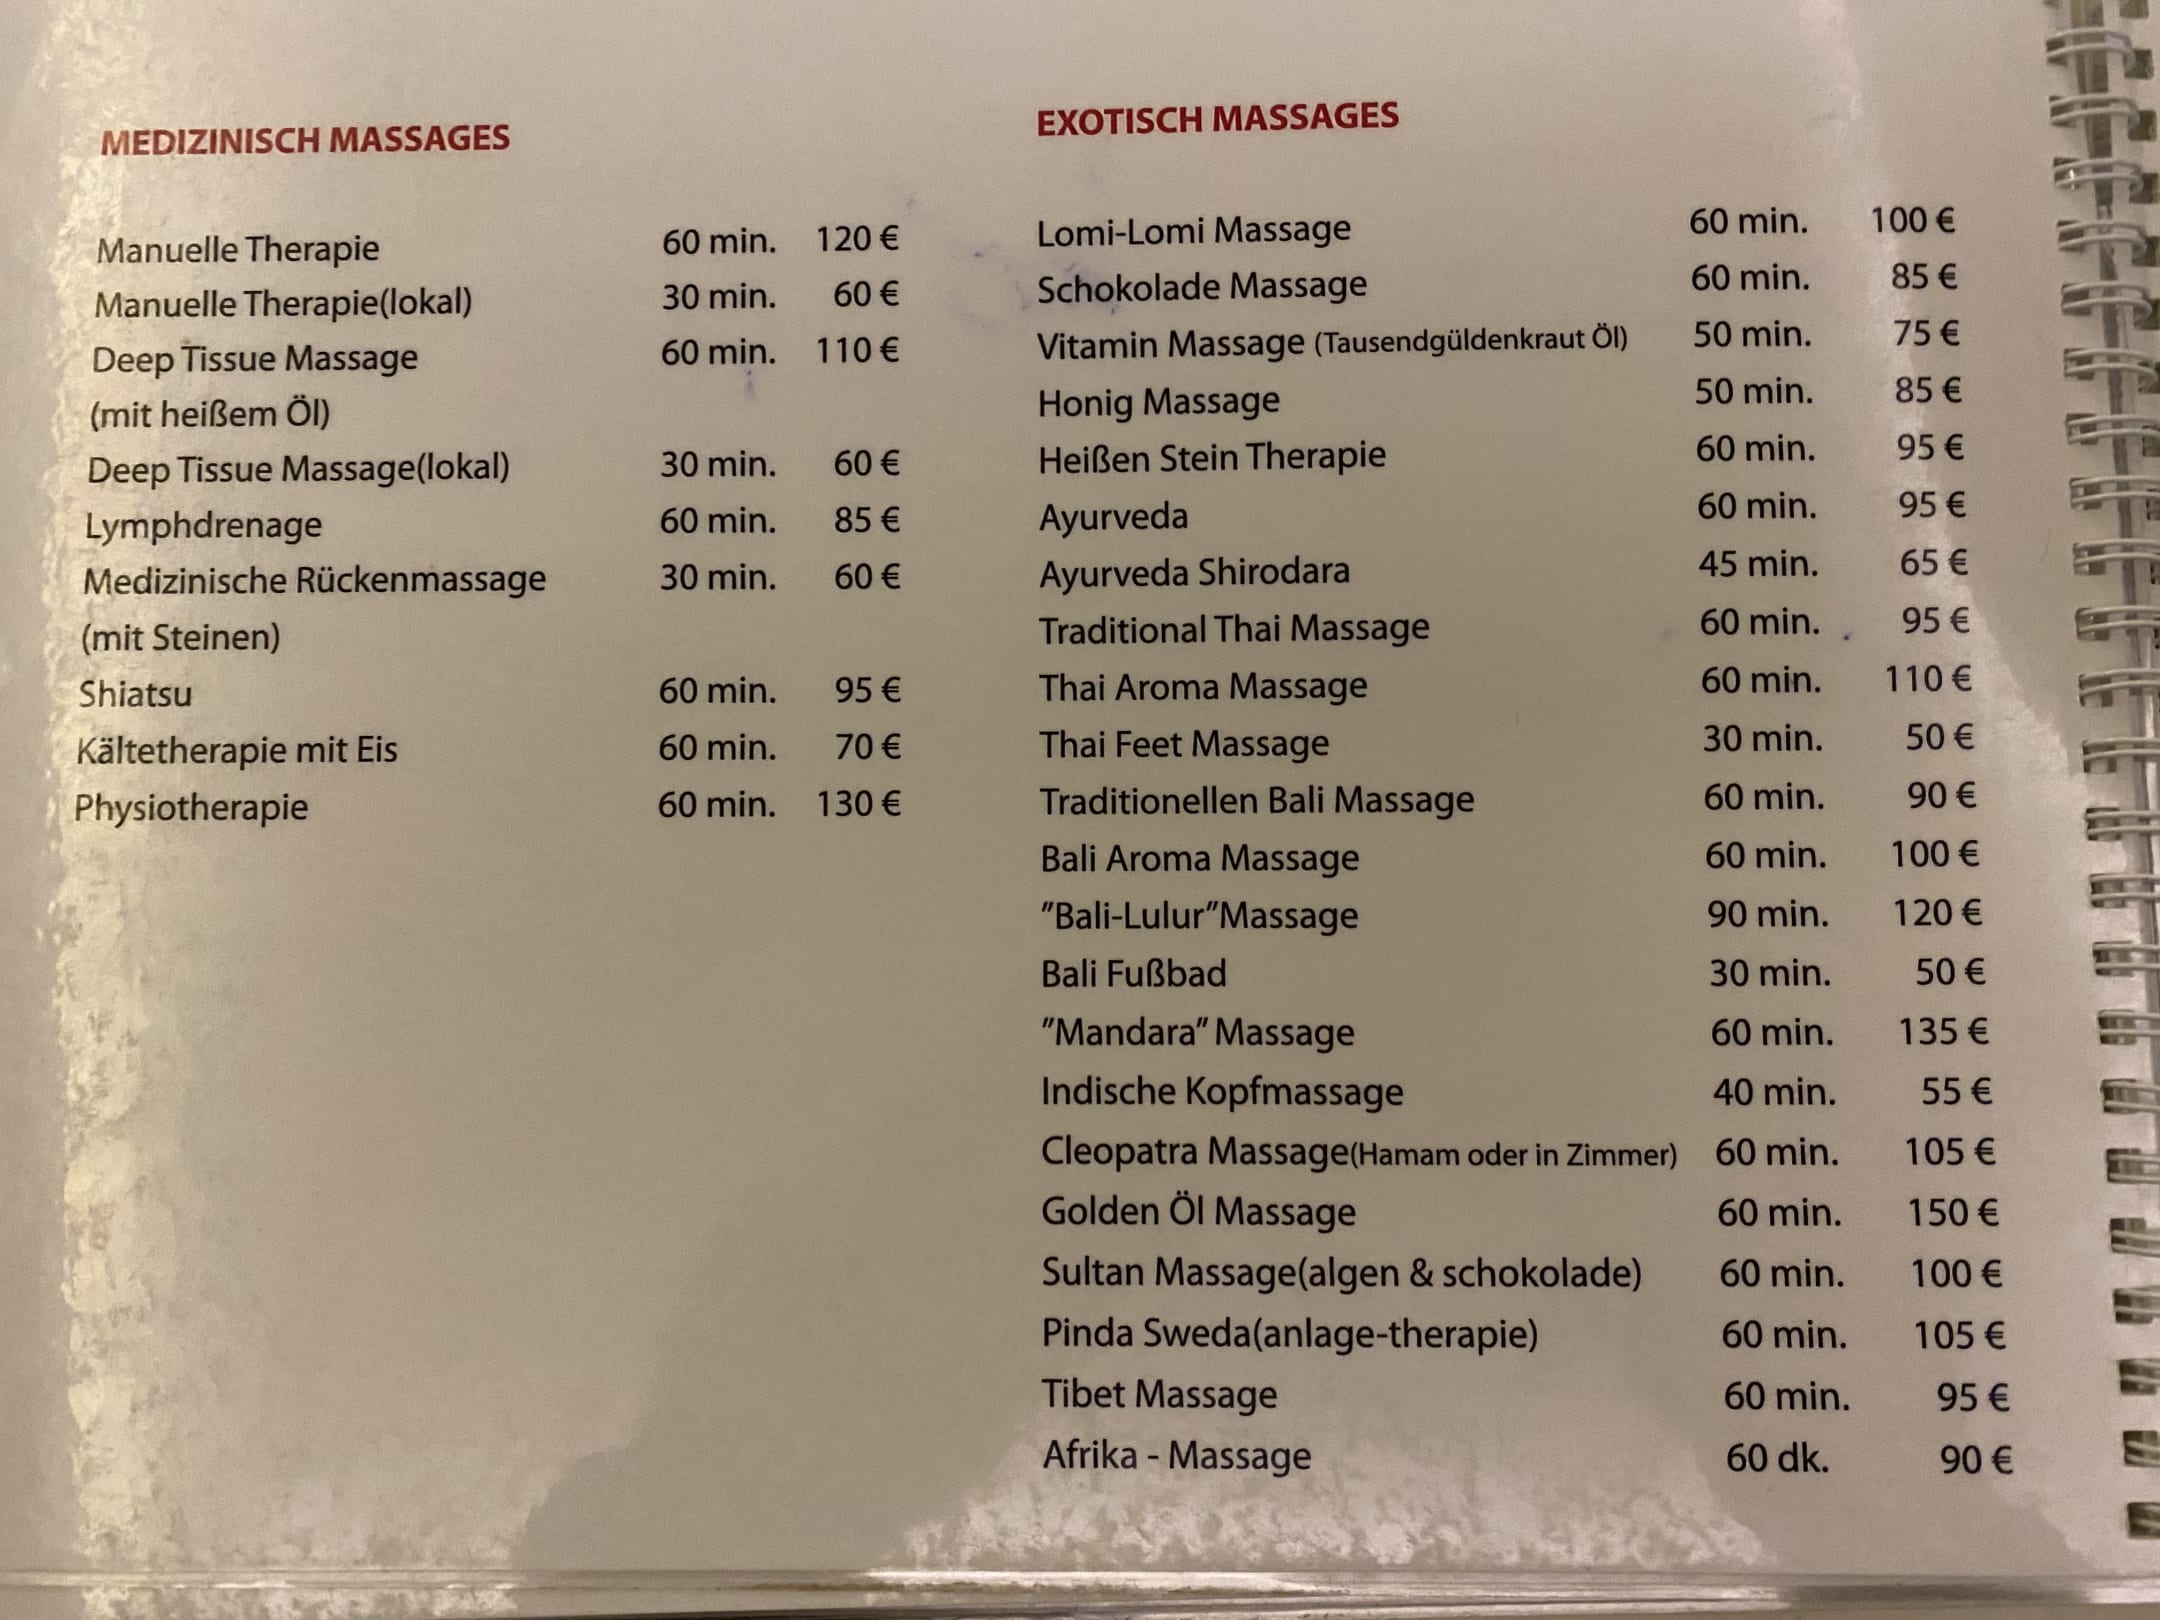 MEDIZINISCH MASSAGES
Manuelle Therapie 60 min. 120 €
Manuelle Therapie(lokal) 30 min. 60 €
Deep Tissue Massage 60 min. 110 €
(mit heißem Öl)
Deep Tissue Massage(lokal) 30 min. 60 €
Lymphdrenage 60 min. 85 €
Medizinische Rückenmassage 30 min. 60 €
(mit Steinen)
Shiatsu 60 min. 95 €
Kältetherapie mit Eis 60 min. 70 €
Physiotherapie 60 min. 130 €
EXOTISCH MASSAGES
Lomi-Lomi Massage 60 min. 100 €
Schokolade Massage 60 min. 85 €
Vitamin Massage (Tausendgüldenkraut Öl) 50 min. 75 €
Honig Massage 50 min. 85 €
Heißen Stein Therapie 60 min. 95 €
Ayurveda 60 min. 95 €
Ayurveda Shirodara 45 min. 65 €
Traditional Thai Massage 60 min. 95 €
Thai Aroma Massage 60 min. 110 €
Thai Feet Massage 30 min. 50 €
Traditionellen Bali Massage 60 min. 90 €
Bali Aroma Massage 60 min. 100 €
"Bali-Lulur"Massage 90 min. 120 €
Bali Fußbad 30 min. 50 €
"Mandara" Massage 60 min. 135 €
Indische Kopfmassage 40 min. 55 €
Cleopatra Massage(Hamam oder in Zimmer) 60 min. 105 €
Golden Öl Massage 60 min. 150 €
Sultan Massage(algen & schokolade) 60 min. 100 €
Pinda Sweda(anlage-therapie) 60 min. 105 €
Tibet Massage 60 min. 95 €
Afrika - Massage 60 dk. 90 €